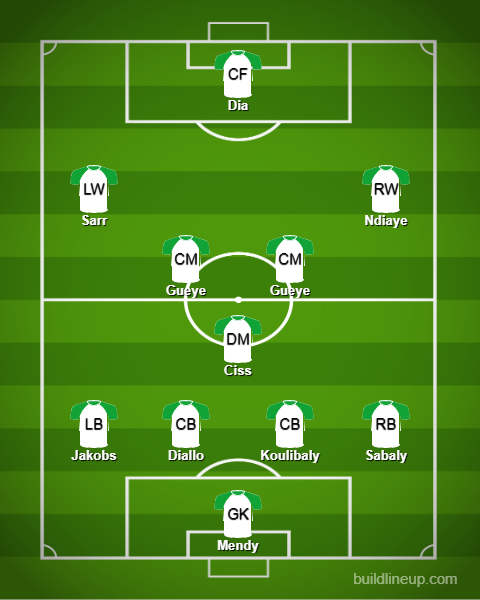 CF
Dia
LW
RW
Sarr
Ndiaye
CM
CM
Gueye
Gueye
DM
Ciss
LB
CB
CB
RB
Jakobs
Diallo
Koulibaly
Sabaly
GK
Mendy
buildlineup.com